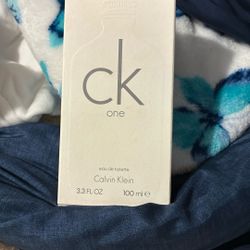 ck
one
eau de toilette
Calvin Klein
3.3 FL OZ 100 ml e